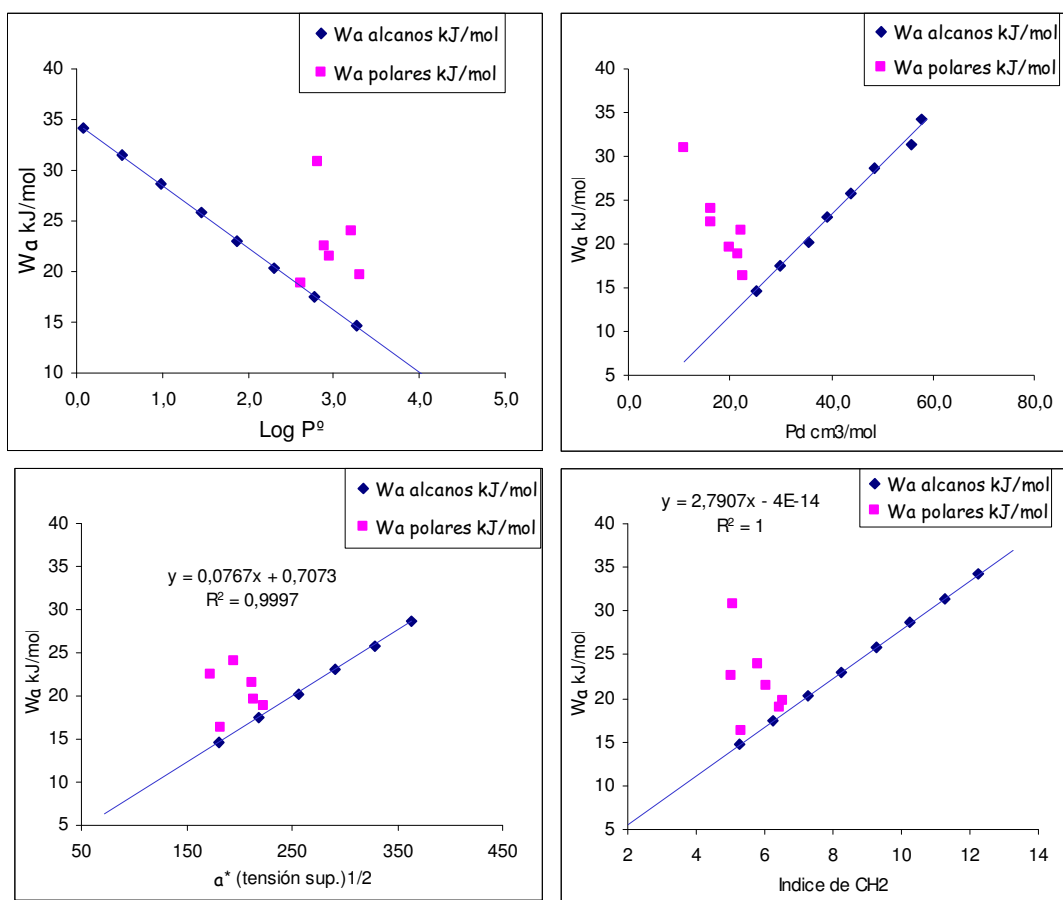 Wa alcanos kJ/mol
Wa polares kJ/mol
40
35
30
25
20
15
10
Wa kJ/mol
0,0
1,0
2,0
3,0
4,0
5,0
Log Pº
Wa alcanos kJ/mol
Wa polares kJ/mol
40
35
30
25
20
15
10
5
Wa kJ/mol
0,0
20,0
40,0
60,0
80,0
Pd cm3/mol
Wa alcanos kJ/mol
Wa polares kJ/mol
y = 0,0767x + 0,7073
R² = 0,9997
40
35
30
25
20
15
10
5
Wa kJ/mol
50
150
250
350
450
a* (tensión sup.)1/2
Wa alcanos kJ/mol
Wa polares kJ/mol
y = 2,7907x - 4E-14
R² = 1
40
35
30
25
20
15
10
5
Wa kJ/mol
2
4
6
8
10
12
14
Indice de CH2